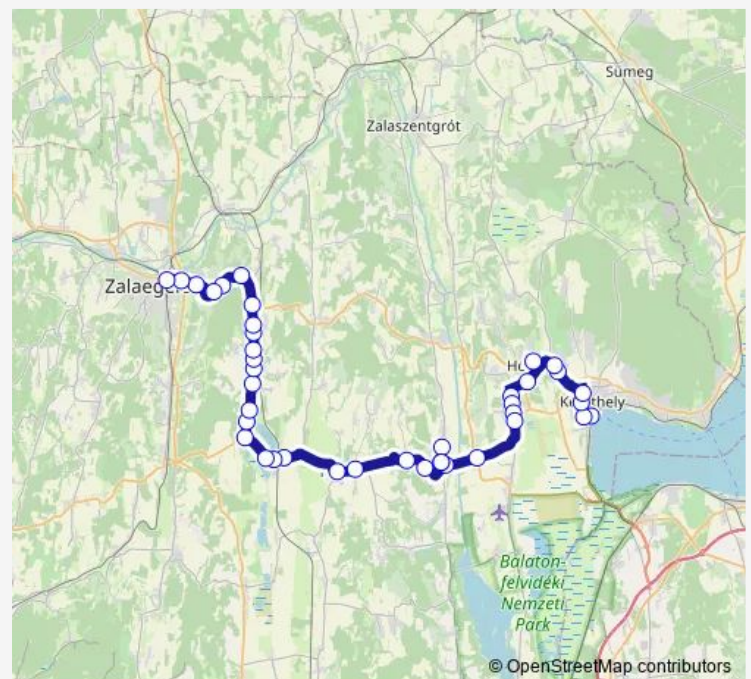 Sümeg
Zalaszentgrót
Zalaeger
Balaton-
felvidéki
Nemzeti
Park
© OpenStreetMap contributors